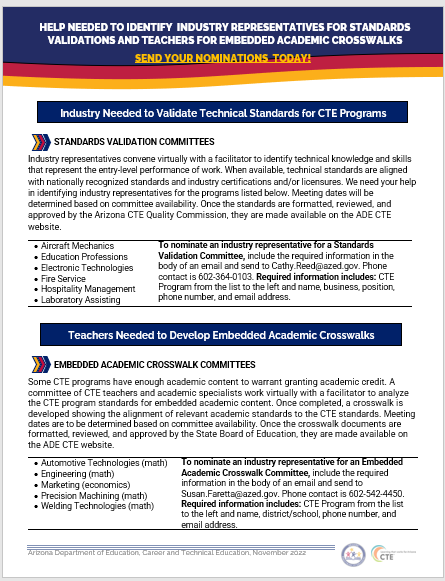 HELP NEEDED TO IDENTIFY INDUSTRY REPRESENTATIVES FOR STANDARDS
VALIDATIONS AND TEACHERS FOR EMBEDDED ACADEMIC CROSSWALKS
SEND YOUR NOMINATIONS TODAY!
Industry Needed to Validate Technical Standards for CTE Programs
STANDARDS VALIDATION COMMITTEES
Industry representatives convene virtually with a facilitator to identify technical knowledge and skills
that represent the entry-level performance of work. When available, technical standards are aligned
with nationally recognized standards and industry certifications and/or licensures. We need your help
in identifying industry representatives for the programs listed below. Meeting dates will be
determined based on committee availability. Once the standards are formatted, reviewed, and
approved by the Arizona CTE Quality Commission, they are made available on the ADE CTE
website.
• Aircraft Mechanics
• Education Professions
• Electronic Technologies
• Fire Service
• Hospitality Management
• Laboratory Assisting
To nominate an industry representative for a Standards
Validation Committee, include the required information in the
body of an email and send to Cathy.Reed@azed.gov. Phone
contact is 602-364-0103. Required information includes: CTE
Program from the list to the left and name, business, position,
phone number, and email address.
Teachers Needed to Develop Embedded Academic Crosswalks
EMBEDDED ACADEMIC CROSSWALK COMMITTEES
Some CTE programs have enough academic content to warrant granting academic credit. A
committee of CTE teachers and academic specialists work virtually with a facilitator to analyze
the CTE program standards for embedded academic content. Once completed, a crosswalk is
developed showing the alignment of relevant academic standards to the CTE standards. Meeting
dates are to be determined based on committee availability. Once the crosswalk documents are
formatted, reviewed, and approved by the State Board of Education, they are made available on
the ADE CTE website.
• Automotive Technologies (math)
• Engineering (math)
• Marketing (economics)
• Precision Machining (math)
• Welding Technologies (math)
To nominate an industry representative for an Embedded
Academic Crosswalk Committee, include the required
information in the body of an email and send to
Susan.Faretta@azed.gov. Phone contact is 602-542-4450.
Required information includes: CTE Program from the list
to the left and name, district/school, phone number, and
email address.
Arizona Department of Education, Career and Technical Education, November 2022
CTE